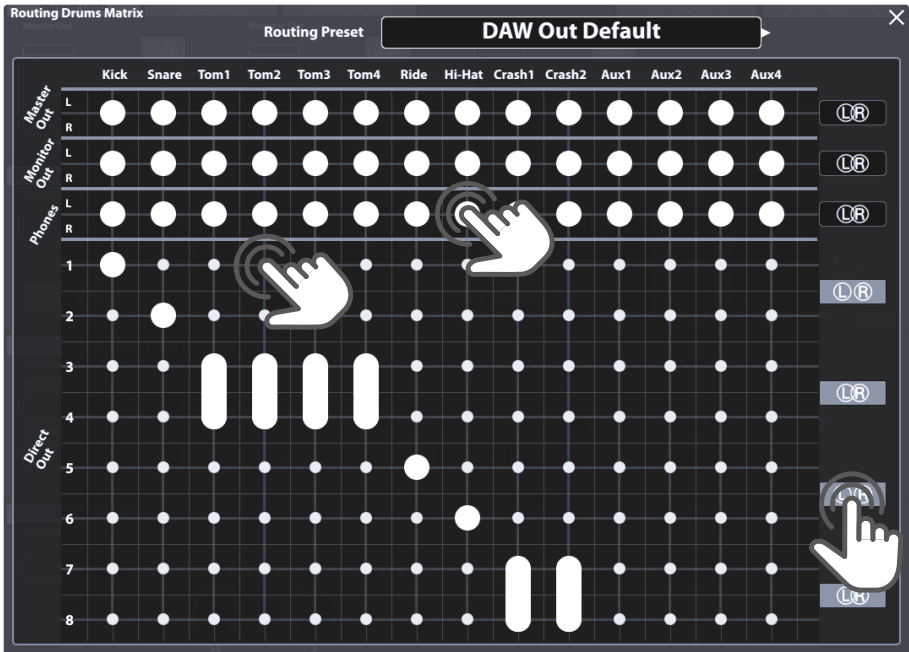 Routing Drums Matrix
Routing Preset DAW Out Default
Kick Snare Tom1 Tom2 Tom3 Tom4 Ride Hi-Hat Crash1 Crash2 Aux1 Aux2 Aux3 Aux4
Master
Out
L
R
LR
Monitor
Out
L
R
LR
Phones
L
R
LR
Direct
Out
1
LR
2
3
LR
4
5
LR
6
7
LR
8